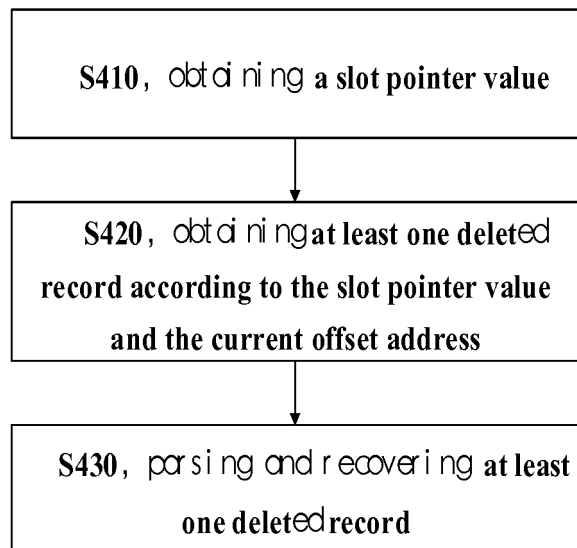 S410, obtaining a slot pointer value
S420, obtaining at least one deleted
record according to the slot pointer value
and the current offset address
S430, parsing and recovering at least
one deleted record